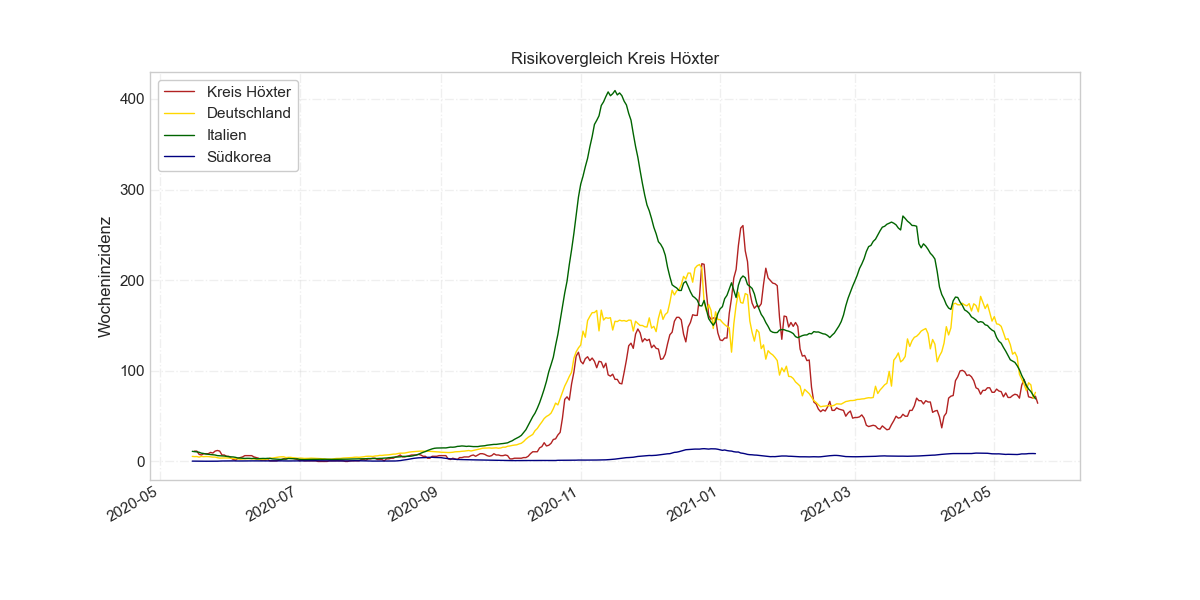 Risikovergleich Kreis Höxter
Kreis Höxter
Deutschland
Italien
Südkorea
Wocheninzidenz
400
300
200
100
0
2020-05
2020-07
2020-09
2020-11
2021-01
2021-03
2021-05